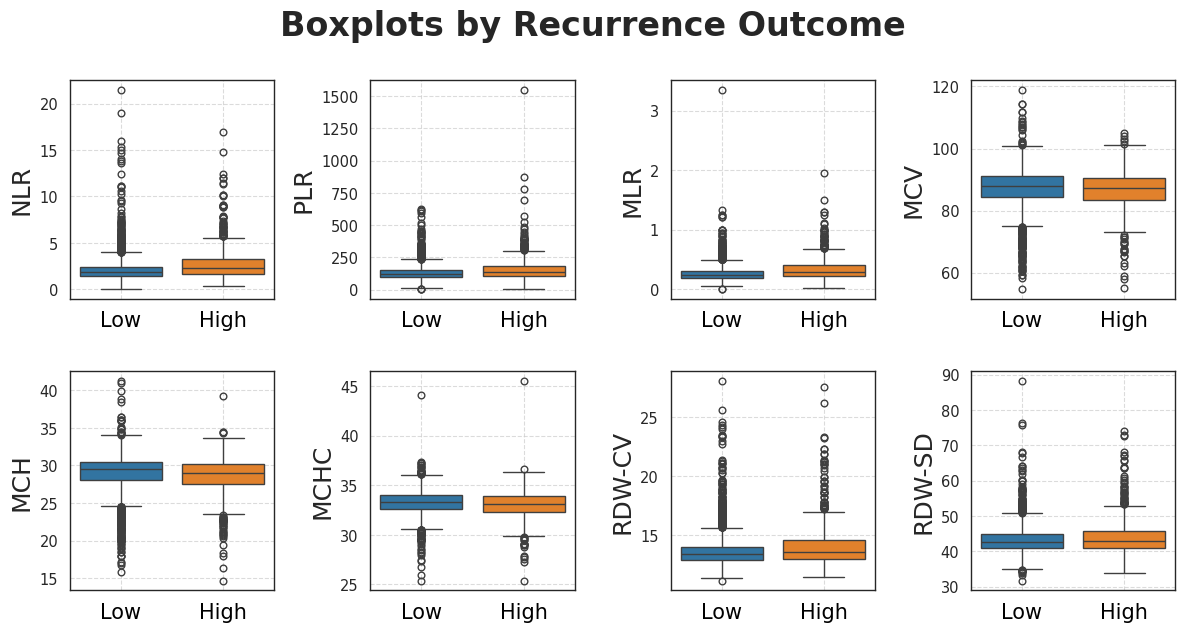 Boxplots by Recurrence Outcome
NLR
20
15
10
5
0
Low High
PLR
1500
1250
1000
750
500
250
0
Low High
MLR
3
2
1
0
Low High
MCV
120
100
80
60
Low High
MCH
40
35
30
25
20
15
Low High
MCHC
45
40
35
30
25
Low High
RDW-CV
25
20
15
Low High
RDW-SD
90
80
70
60
50
40
30
Low High